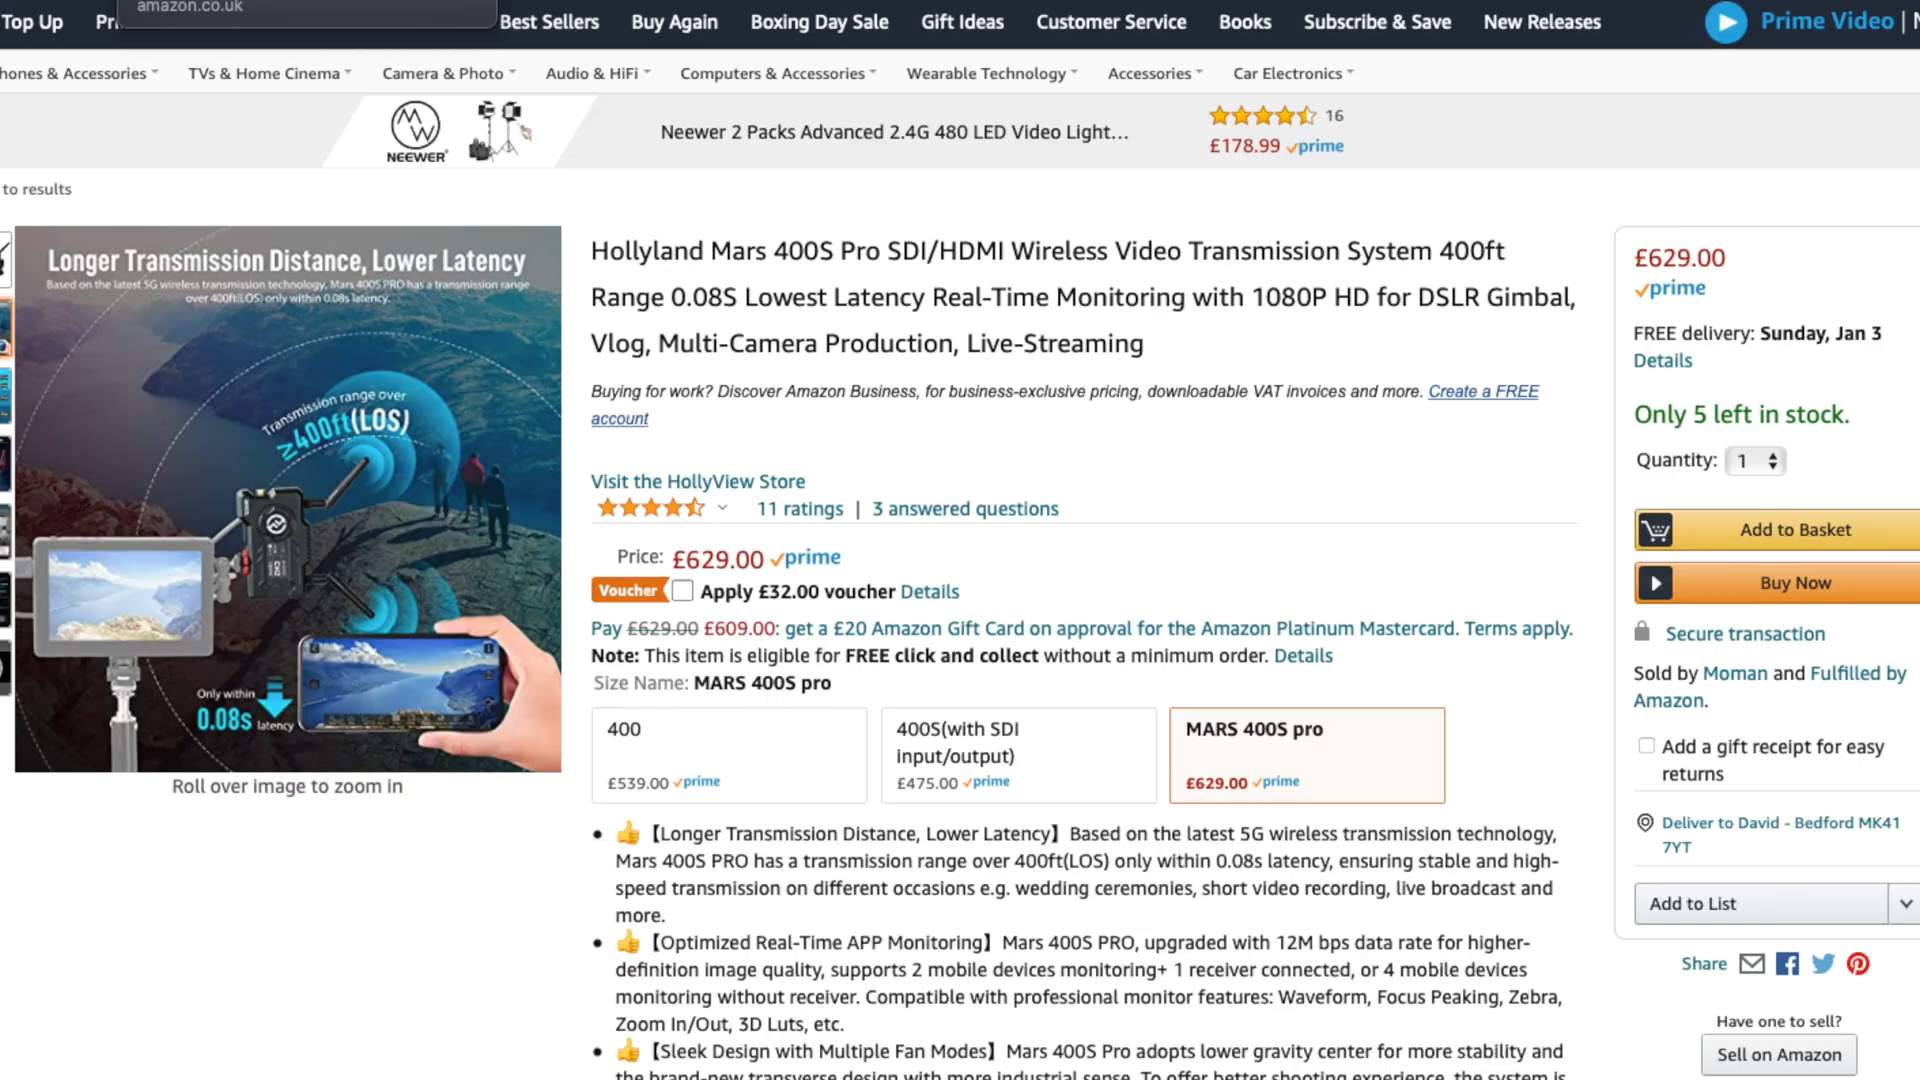 amazon.co.uk
Top Up
Best Sellers
Buy Again
Boxing Day Sale
Gift Ideas
Customer Service
Books
Subscribe & Save
New Releases
Prime Video |
hones & Accessories
TVs & Home Cinema
Camera & Photo
Audio & HiFi
Computers & Accessories
Wearable Technology
Accessories
Car Electronics
NEEWER
Neewer 2 Packs Advanced 2.4G 480 LED Video Light...
16
£178.99 prime
to results
Longer Transmission Distance, Lower Latency
Based on the latest 5G wireless transmission technology, Mars 400S PRO has a transmission range
over 400ft(LOS) only within 0.08s latency.
Transmission range over
≥400ft(LOS)
Only within
0.08s latency
Roll over image to zoom in
Hollyland Mars 400S Pro SDI/HDMI Wireless Video Transmission System 400ft
Range 0.08S Lowest Latency Real-Time Monitoring with 1080P HD for DSLR Gimbal,
Vlog, Multi-Camera Production, Live-Streaming
Buying for work? Discover Amazon Business, for business-exclusive pricing, downloadable VAT invoices and more. Create a FREE
account
Visit the HollyView Store
11 ratings | 3 answered questions
Price: £629.00 prime
Voucher Apply £32.00 voucher Details
Pay £629.00 £609.00: get a £20 Amazon Gift Card on approval for the Amazon Platinum Mastercard. Terms apply.
Note: This item is eligible for FREE click and collect without a minimum order. Details
Size Name: MARS 400S pro
400
£539.00 prime
400S(with SDI
input/output)
£475.00 prime
MARS 400S pro
£629.00 prime
• 👍【Longer Transmission Distance, Lower Latency】Based on the latest 5G wireless transmission technology,
Mars 400S PRO has a transmission range over 400ft(LOS) only within 0.08s latency, ensuring stable and high-
speed transmission on different occasions e.g. wedding ceremonies, short video recording, live broadcast and
more.
• 👍【Optimized Real-Time APP Monitoring】Mars 400S PRO, upgraded with 12M bps data rate for higher-
definition image quality, supports 2 mobile devices monitoring+ 1 receiver connected, or 4 mobile devices
monitoring without receiver. Compatible with professional monitor features: Waveform, Focus Peaking, Zebra,
Zoom In/Out, 3D Luts, etc.
• 👍【Sleek Design with Multiple Fan Modes】Mars 400S Pro adopts lower gravity center for more stability and
the brand-new transverse design with more industrial sense. To offer better shooting experience, the system is
£629.00
prime
FREE delivery: Sunday, Jan 3
Details
Only 5 left in stock.
Quantity: 1
Add to Basket
Buy Now
Secure transaction
Sold by Moman and Fulfilled by
Amazon.
Add a gift receipt for easy
returns
Deliver to David - Bedford MK41
7YT
Add to List
Share
Have one to sell?
Sell on Amazon